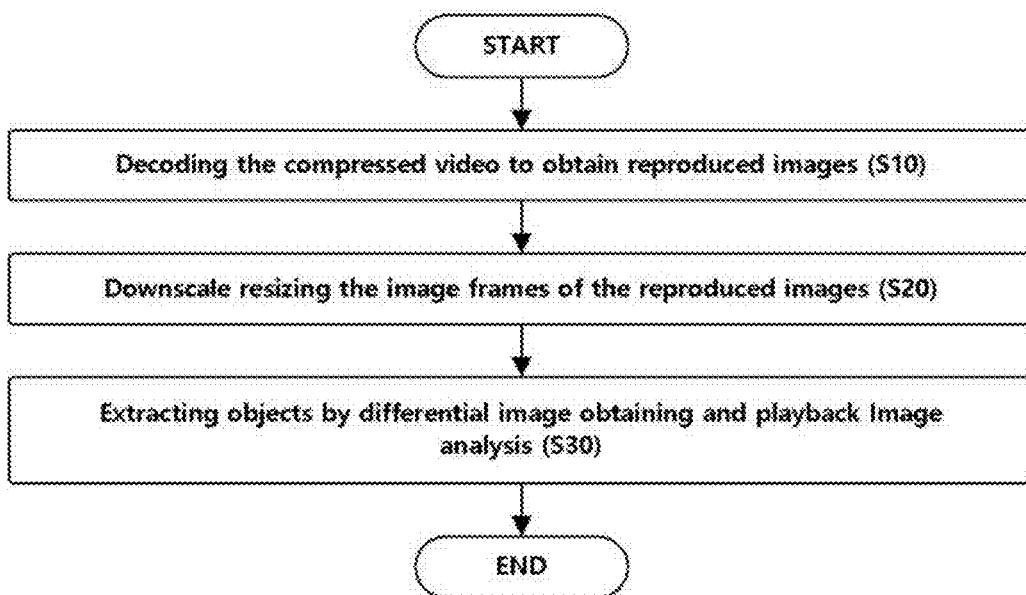 START
Decoding the compressed video to obtain reproduced images (S10)
Downscale resizing the image frames of the reproduced images (S20)
Extracting objects by differential image obtaining and playback Image
analysis (S30)
END